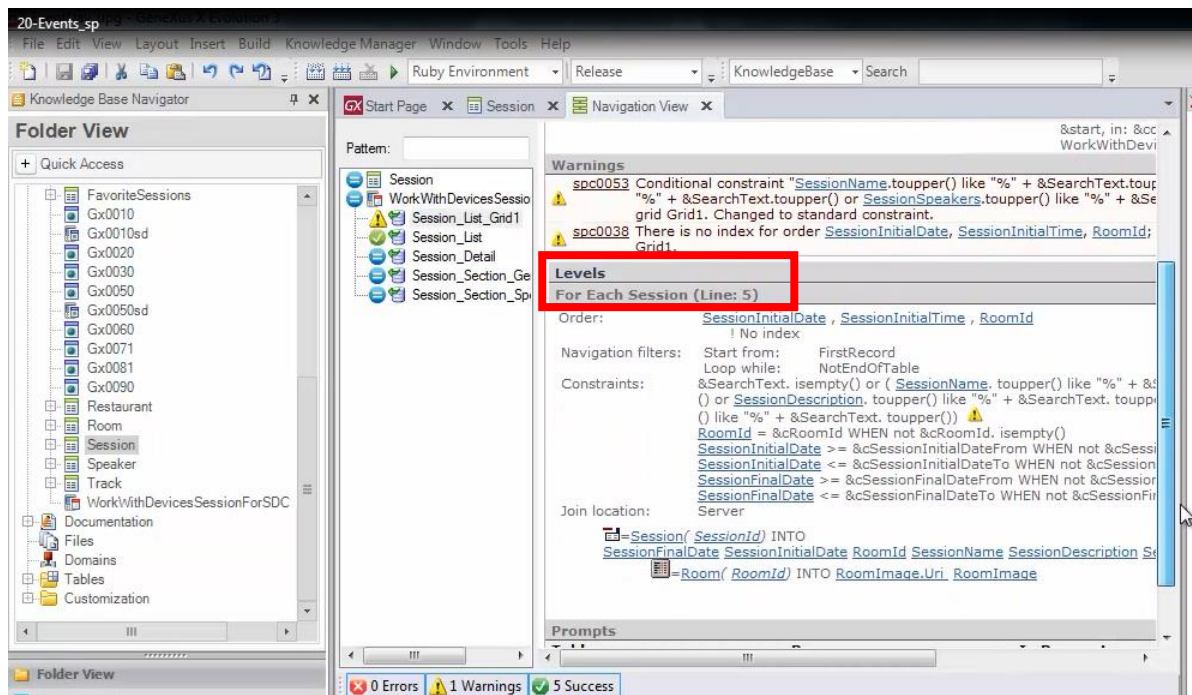 20-Events_sp
File Edit View Layout Insert Build Knowledge Manager Window Tools Help
Ruby Environment Release KnowledgeBase Search
Knowledge Base Navigator
Folder View
+ Quick Access
FavoriteSessions
Gx0010
Gx0010sd
Gx0020
Gx0030
Gx0050
Gx0050sd
Gx0060
Gx0071
Gx0081
Gx0090
Restaurant
Room
Session
Speaker
Track
WorkWithDevicesSessionForSDC
Documentation
Files
Domains
Tables
Customization
Folder View
GX Start Page Session Navigation View
Pattern:
Session
WorkWithDevicesSessio
Session_List_Grid1
Session_List
Session_Detail
Session_Section_Ge
Session_Section_Sp
&start, in: &cc
WorkWithDevi
Warnings
spc0053 Conditional constraint "SessionName.toupper() like "%" + &SearchText.toup
"%" + &SearchText.toupper() or SessionSpeakers.toupper() like "%" + &Se
grid Grid1. Changed to standard constraint.
spc0038 There is no index for order SessionInitialDate, SessionInitialTime, RoomId;
Grid1.
Levels
For Each Session (Line: 5)
Order: SessionInitialDate , SessionInitialTime , RoomId
! No index
Navigation filters: Start from: FirstRecord
Loop while: NotEndOfTable
Constraints: &SearchText. isempty() or ( SessionName. toupper() like "%" + &S
() or SessionDescription. toupper() like "%" + &SearchText. touppe
() like "%" + &SearchText. toupper())
RoomId = &cRoomId WHEN not &cRoomId. isempty()
SessionInitialDate >= &cSessionInitialDateFrom WHEN not &cSessi
SessionInitialDate <= &cSessionInitialDateTo WHEN not &cSession
SessionFinalDate >= &cSessionFinalDateFrom WHEN not &cSession
SessionFinalDate <= &cSessionFinalDateTo WHEN not &cSessionFin
Join location: Server
=Session( SessionId) INTO
SessionFinalDate SessionInitialDate RoomId SessionName SessionDescription Se
=Room( RoomId) INTO RoomImage.Uri RoomImage
Prompts
0 Errors 1 Warnings 5 Success